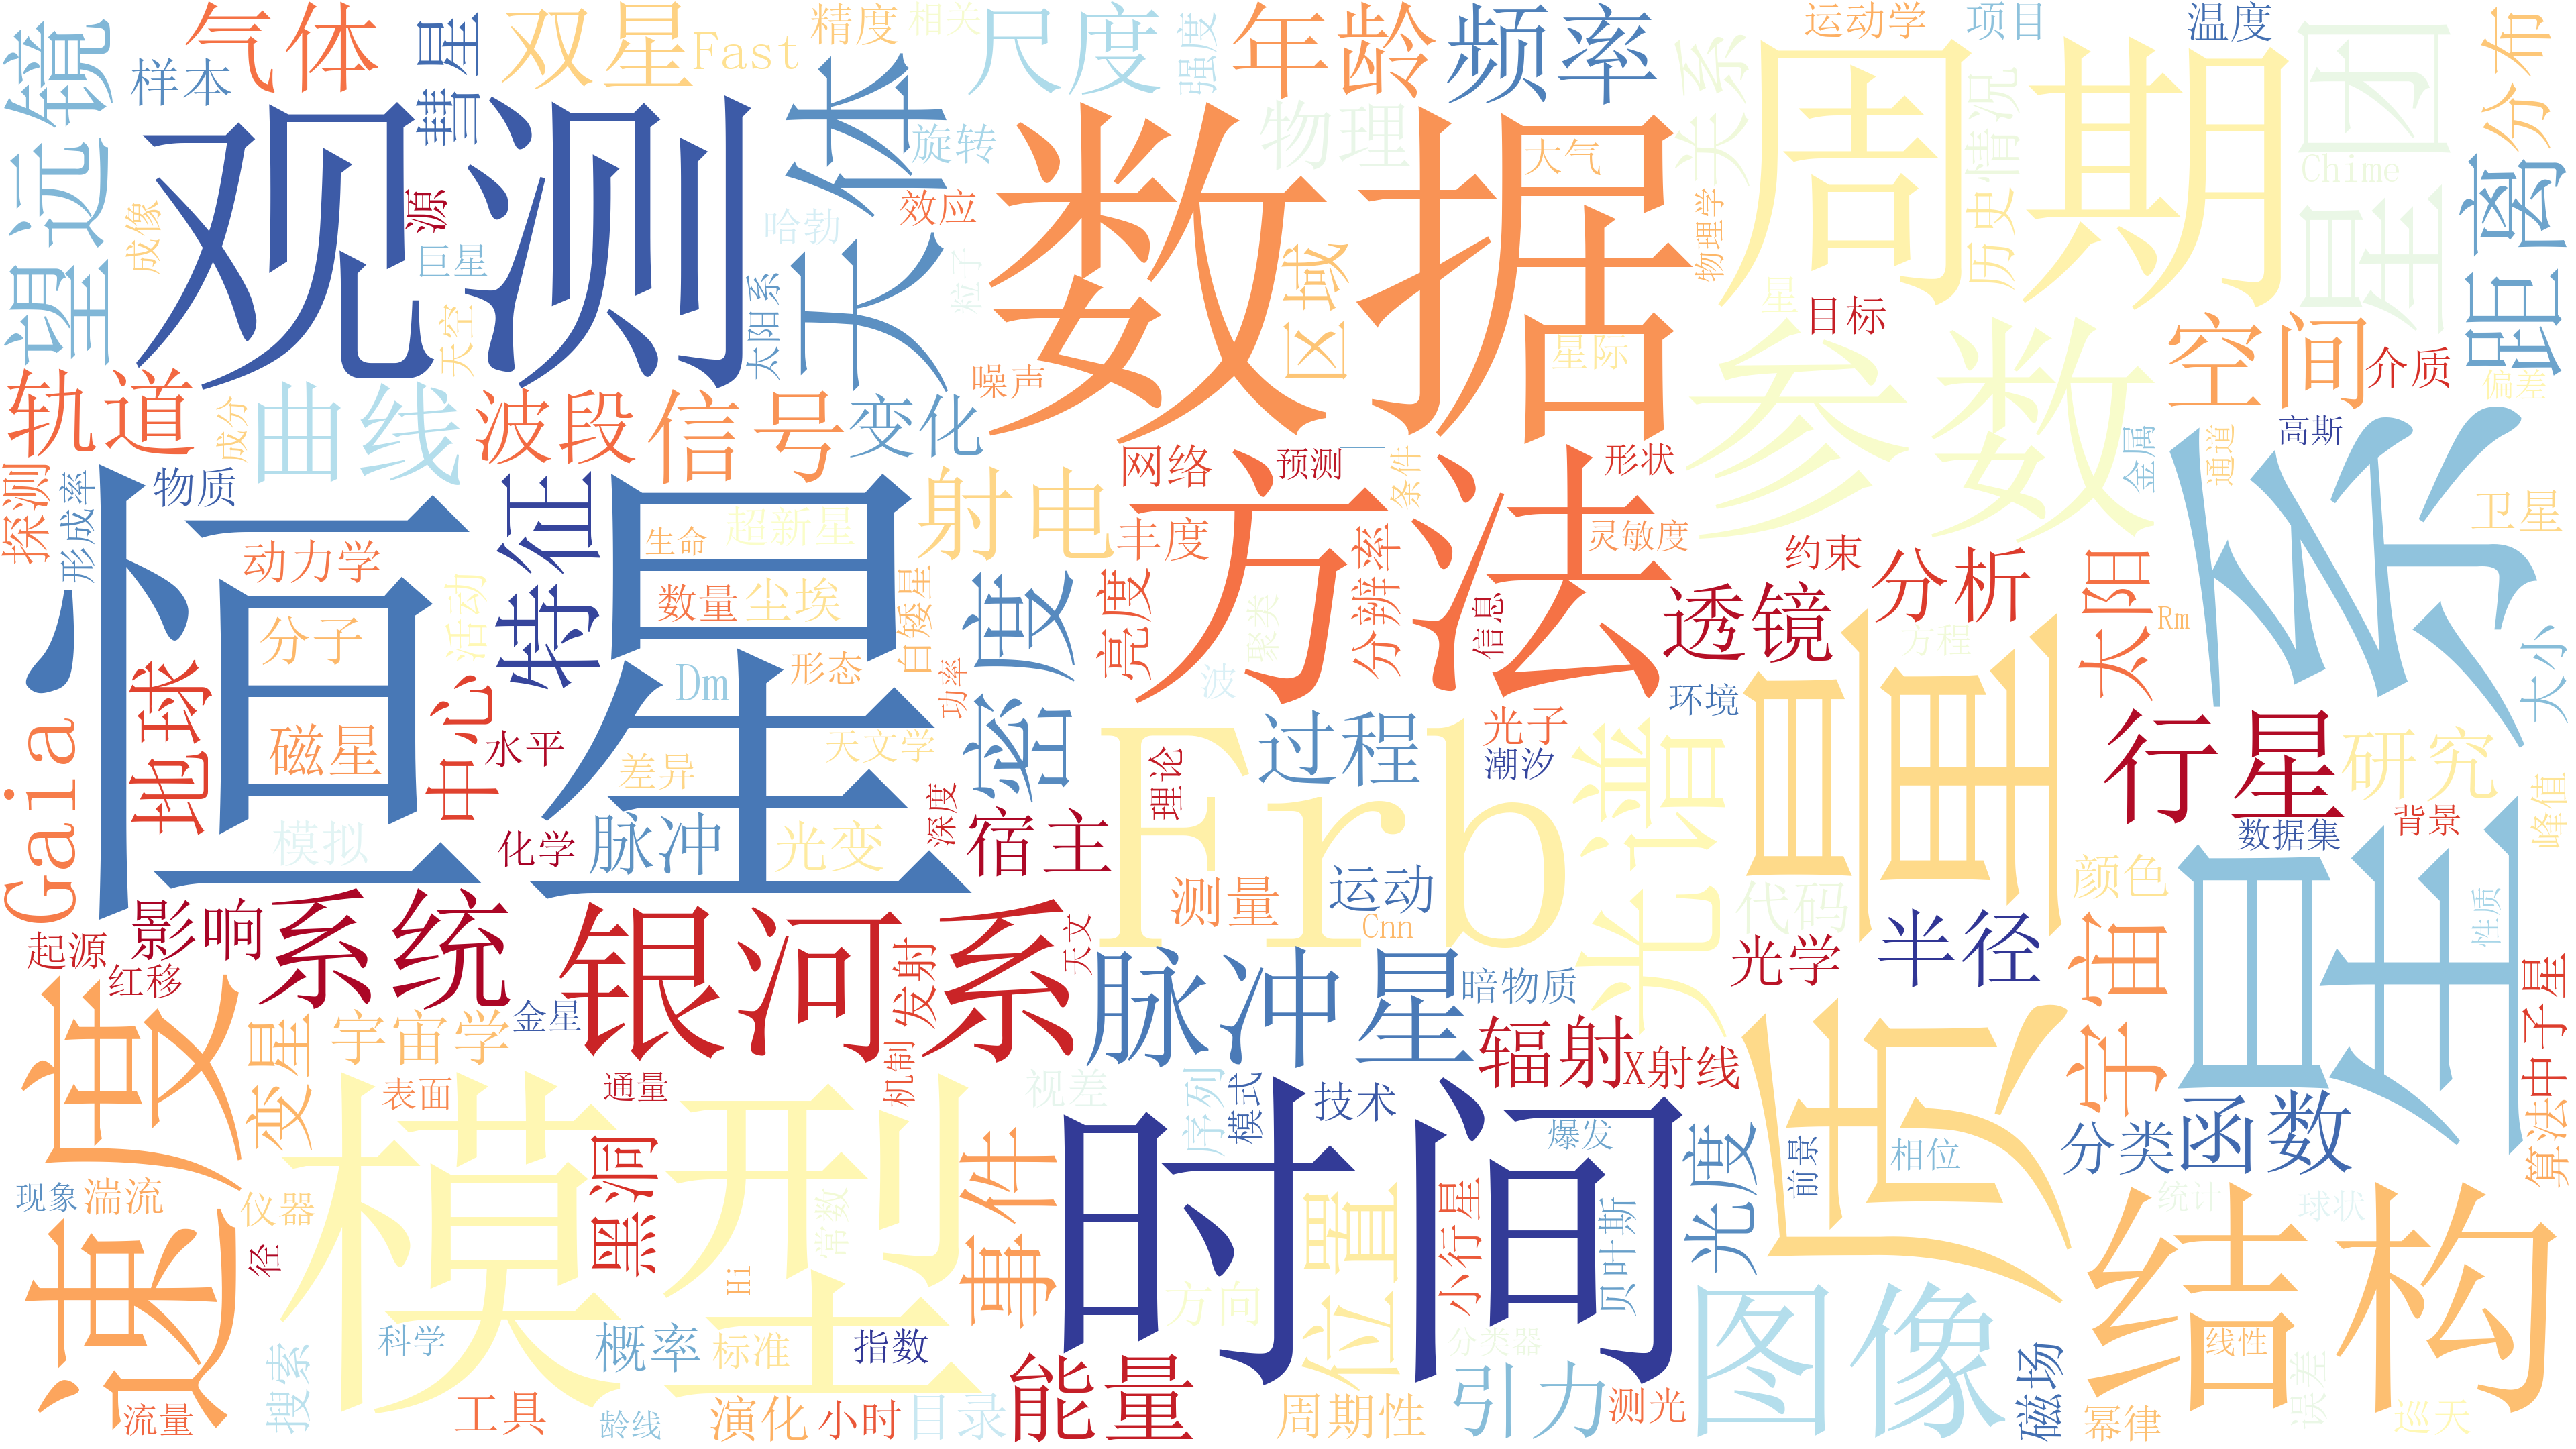 望远镜
气体
彗星
双星
Fast
精度
相关
尺度
强度
年龄
频率
关系
运动学
项目
温度
星团
分布
样本
观测
天体
旋转
物理
大气
周期
历史情况
Chime
距离
成像
源
巨星
效应
哈勃
粒子
数据
区域
物理学
星
目标
天空
太阳系
噪声
星际
参数
空间
介质
偏差
轨道
成分
曲线
波段
信号
变化
网络
预测
一
条件
形状
高斯
金属
通道
星系
卫星
探测
形成率
物质
恒星
特征
生命
超新星
射电
丰度
方法
分辨率
灵敏度
约束
分析
太阳
Rm
大小
动力学
活动
数量
尘埃
白矮星
密度
亮度
聚类
信息
透镜
方程
质量
分子
磁星
地球
Gaia
中心
水平
Dm
形态
功率
波
环境
光子
潮汐
光谱
行星
研究
差异
天文学
过程
理论
Frb
峰值
模拟
化学
脉冲
光变
深度
宿主
数据集
背景
测量
运动
Cnn
代码
颜色
起源
影响
系统
银河系
发射
天文
脉冲星
暗物质
光学
半径
宇宙
性质
中子星
红移
速度
变星
宇宙学
金星
机制
辐射
X射线
表面
通量
视差
序列
模式
技术
爆发
光度
前景
相位
分类
函数
算法
现象
湍流
仪器
径
模型
黑洞
常数
Hi
事件
时间
位置
小行星
贝叶斯
统计
球状
结构
方向
分类器
图像
线性
误差
流量
搜索
科学
工具
概率
龄线
标准
演化
指数
小时
目录
能量
周期性
引力
测光
磁场
幂律
巡天